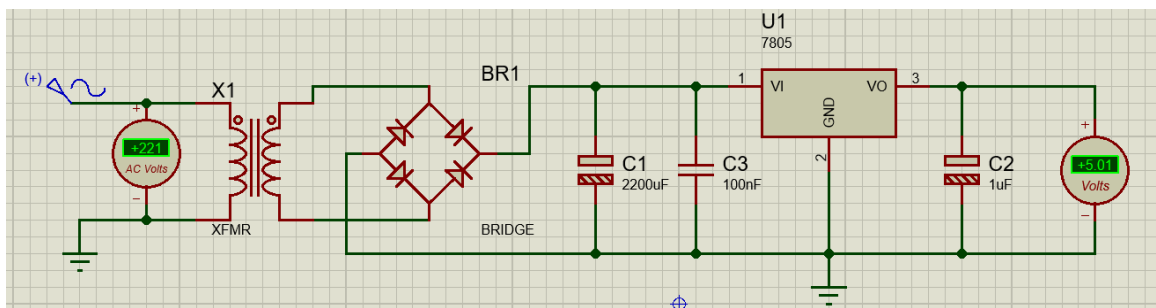 (+)
X1
XFMR
+
+221
AC Volts
−
BR1
BRIDGE
C1
2200uF
C3
100nF
U1
7805
1
VI
VO
3
GND
2
C2
1uF
+
+5.01
Volts
−